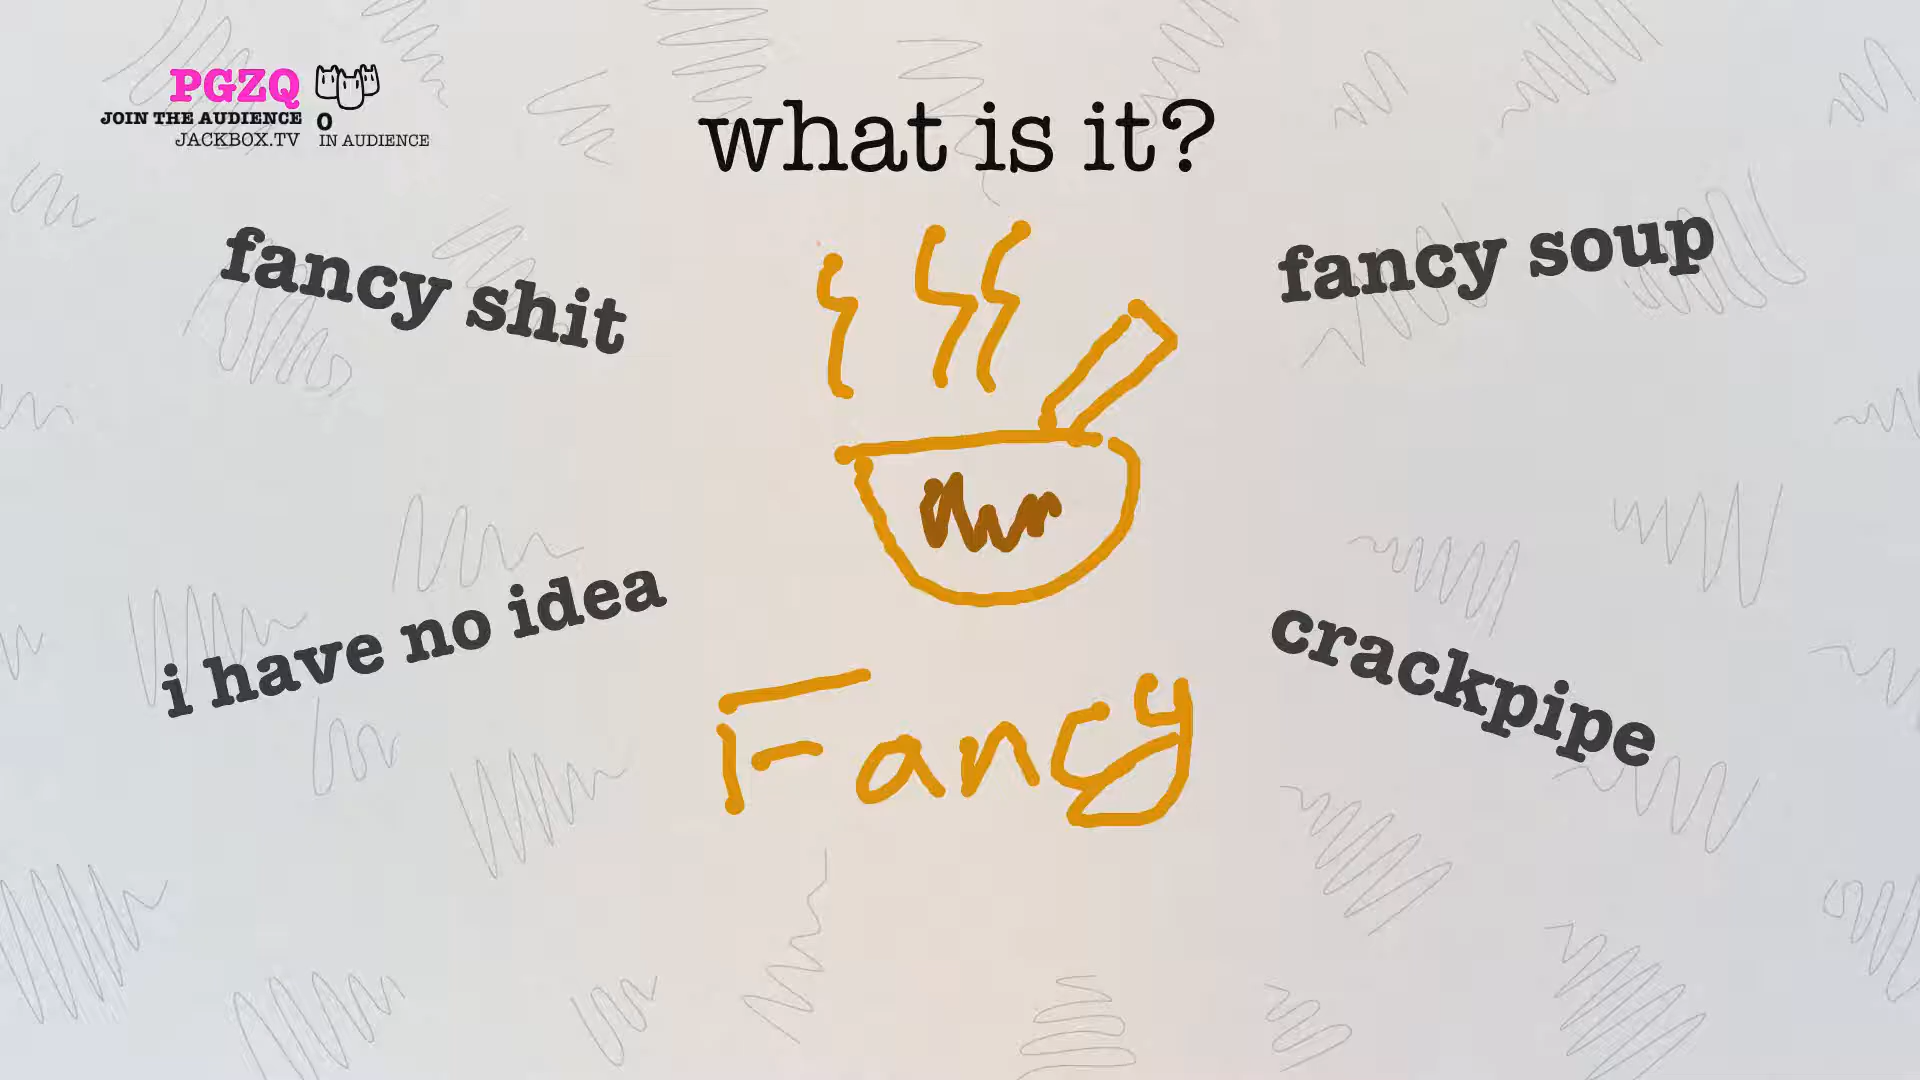 PGZQ
JOIN THE AUDIENCE
JACKBOX.TV
0
IN AUDIENCE
what is it?
fancy shit
fancy soup
i have no idea
crackpipe
Fancy